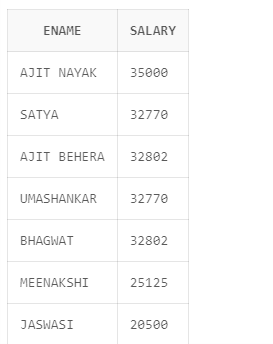 ENAME SALARY
AJIT NAYAK 35000
SATYA 32770
AJIT BEHERA 32802
UMASHANKAR 32770
BHAGWAT 32802
MEENAKSHI 25125
JASWASI 20500